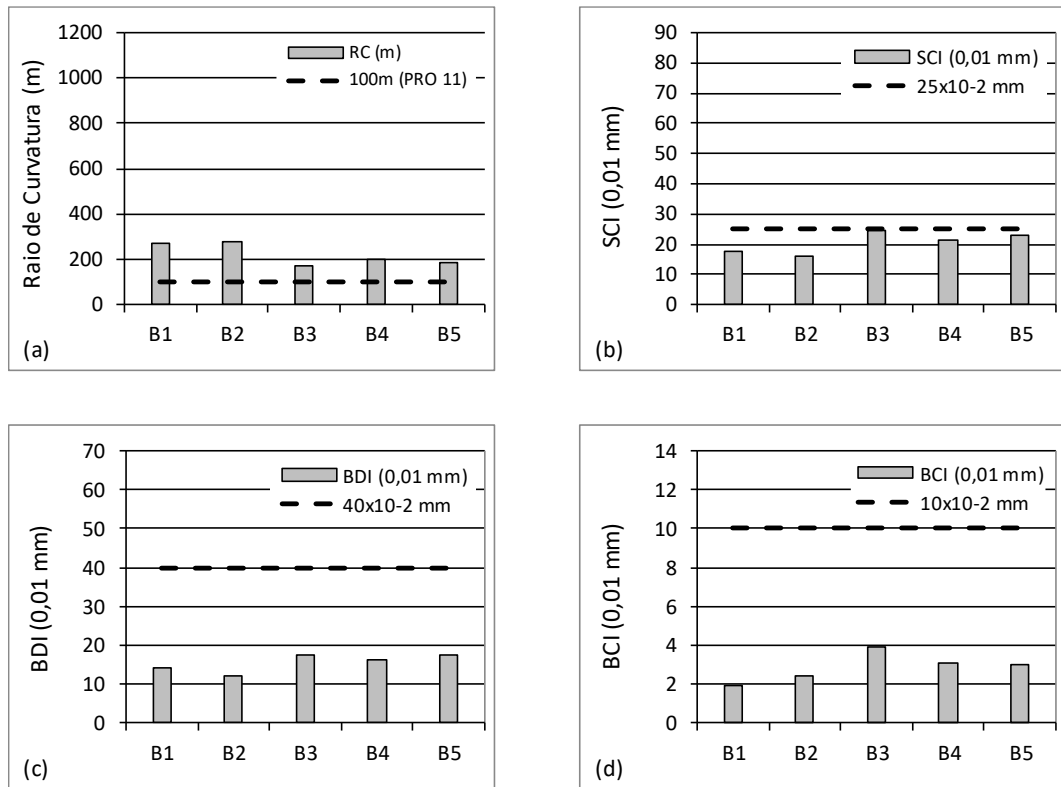 Raio de Curvatura (m)
1200
1000
800
600
400
200
0
RC (m)
100m (PRO 11)
B1 B2 B3 B4 B5
(a)
SCI (0,01 mm)
90
80
70
60
50
40
30
20
10
0
SCI (0,01 mm)
25x10-2 mm
B1 B2 B3 B4 B5
(b)
BDI (0,01 mm)
70
60
50
40
30
20
10
0
BDI (0,01 mm)
40x10-2 mm
B1 B2 B3 B4 B5
(c)
BCI (0,01 mm)
14
12
10
8
6
4
2
0
BCI (0,01 mm)
10x10-2 mm
B1 B2 B3 B4 B5
(d)